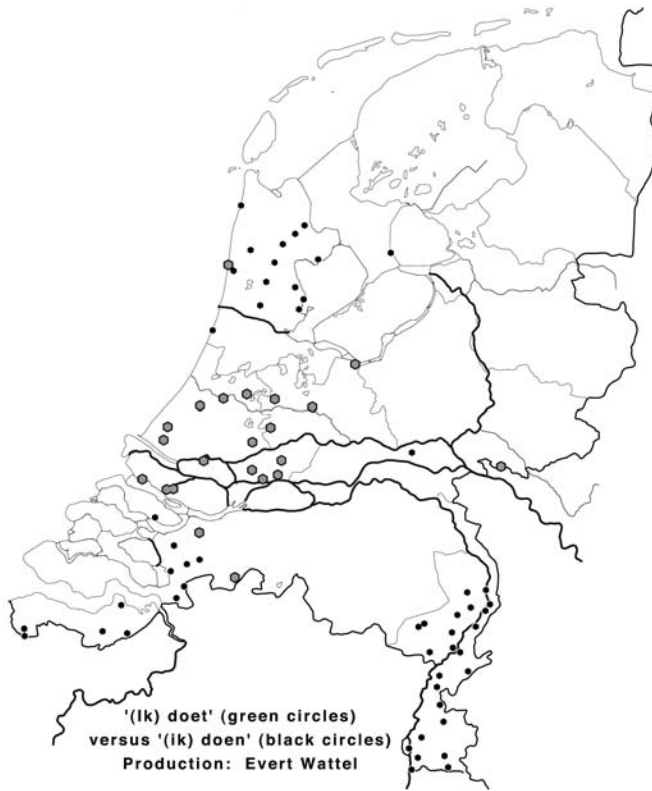 '(Ik) doet' (green circles)
versus '(ik) doen' (black circles)
Production: Evert Wattel